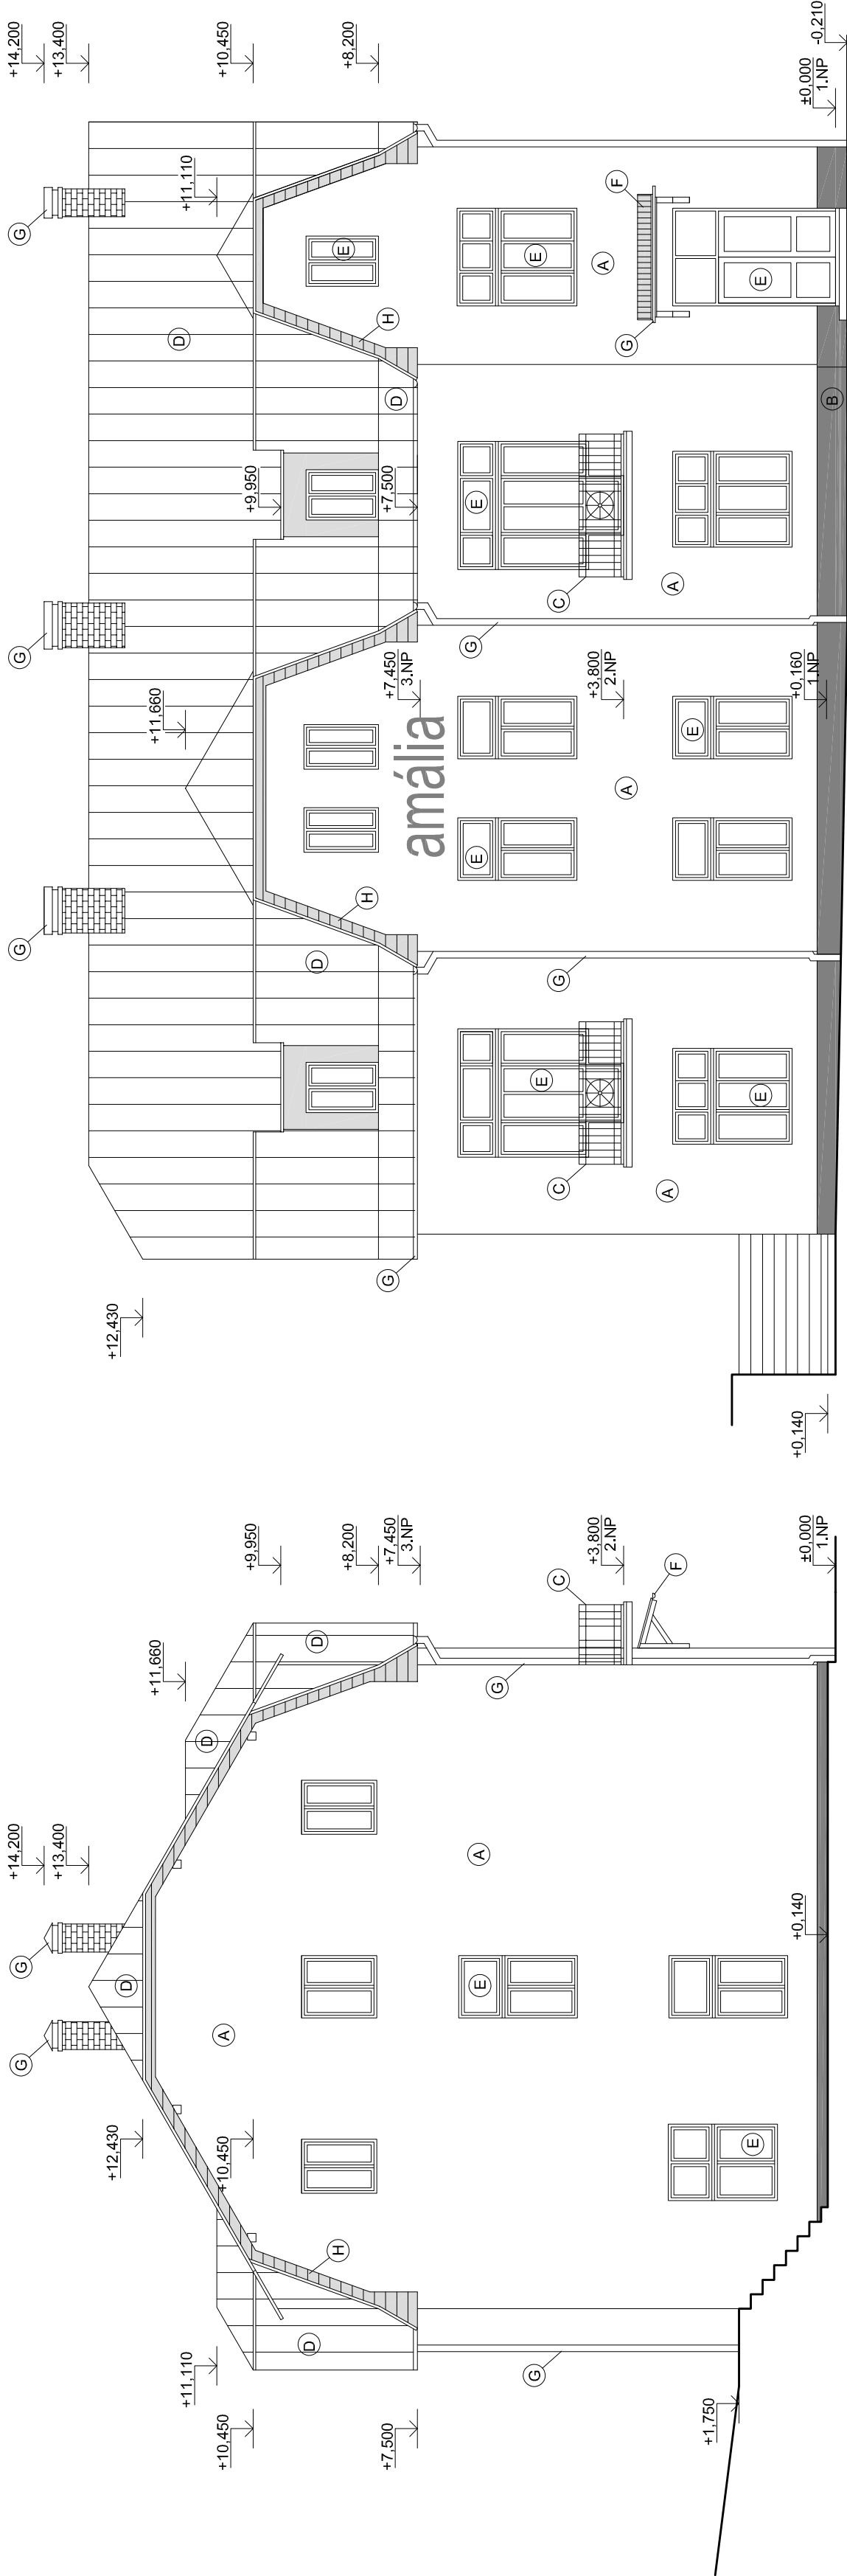 G
G
+14,200
+13,400
D
+12,430
+11,660
+11,110
D
A
+10,450
+10,450
+9,950
D
D
H
+8,200
+7,500
+7,450
3.NP
E
A
G
G
C
+3,800
2.NP
F
+1,750
E
+0,140
±0,000
1.NP
+14,200
G
G
G
+13,400
+12,430
+11,660
D
+11,110
+10,450
+9,950
D
E
+8,200
H
G
H
+7,500
D
+7,450
3.NP
amália
G
E
E
E
E
C
G
C
+3,800
2.NP
A
F
A
G
A
A
E
E
E
+0,140
+0,160
1.NP
B
±0,000
1.NP
-0,210